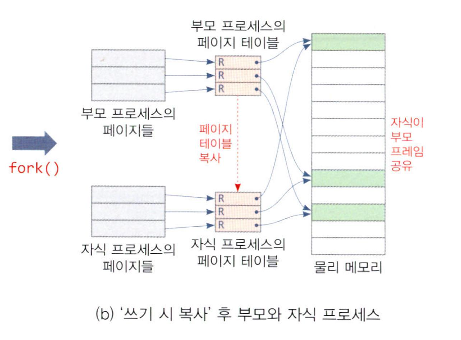 부모 프로세스의
페이지 테이블
R
R
R
부모 프로세스의
페이지들
페이지
테이블
복사
자식이
부모
프레임
공유
fork()
R
R
R
자식 프로세스의
페이지들
자식 프로세스의
페이지 테이블
물리 메모리
(b) ‘쓰기 시 복사’ 후 부모와 자식 프로세스